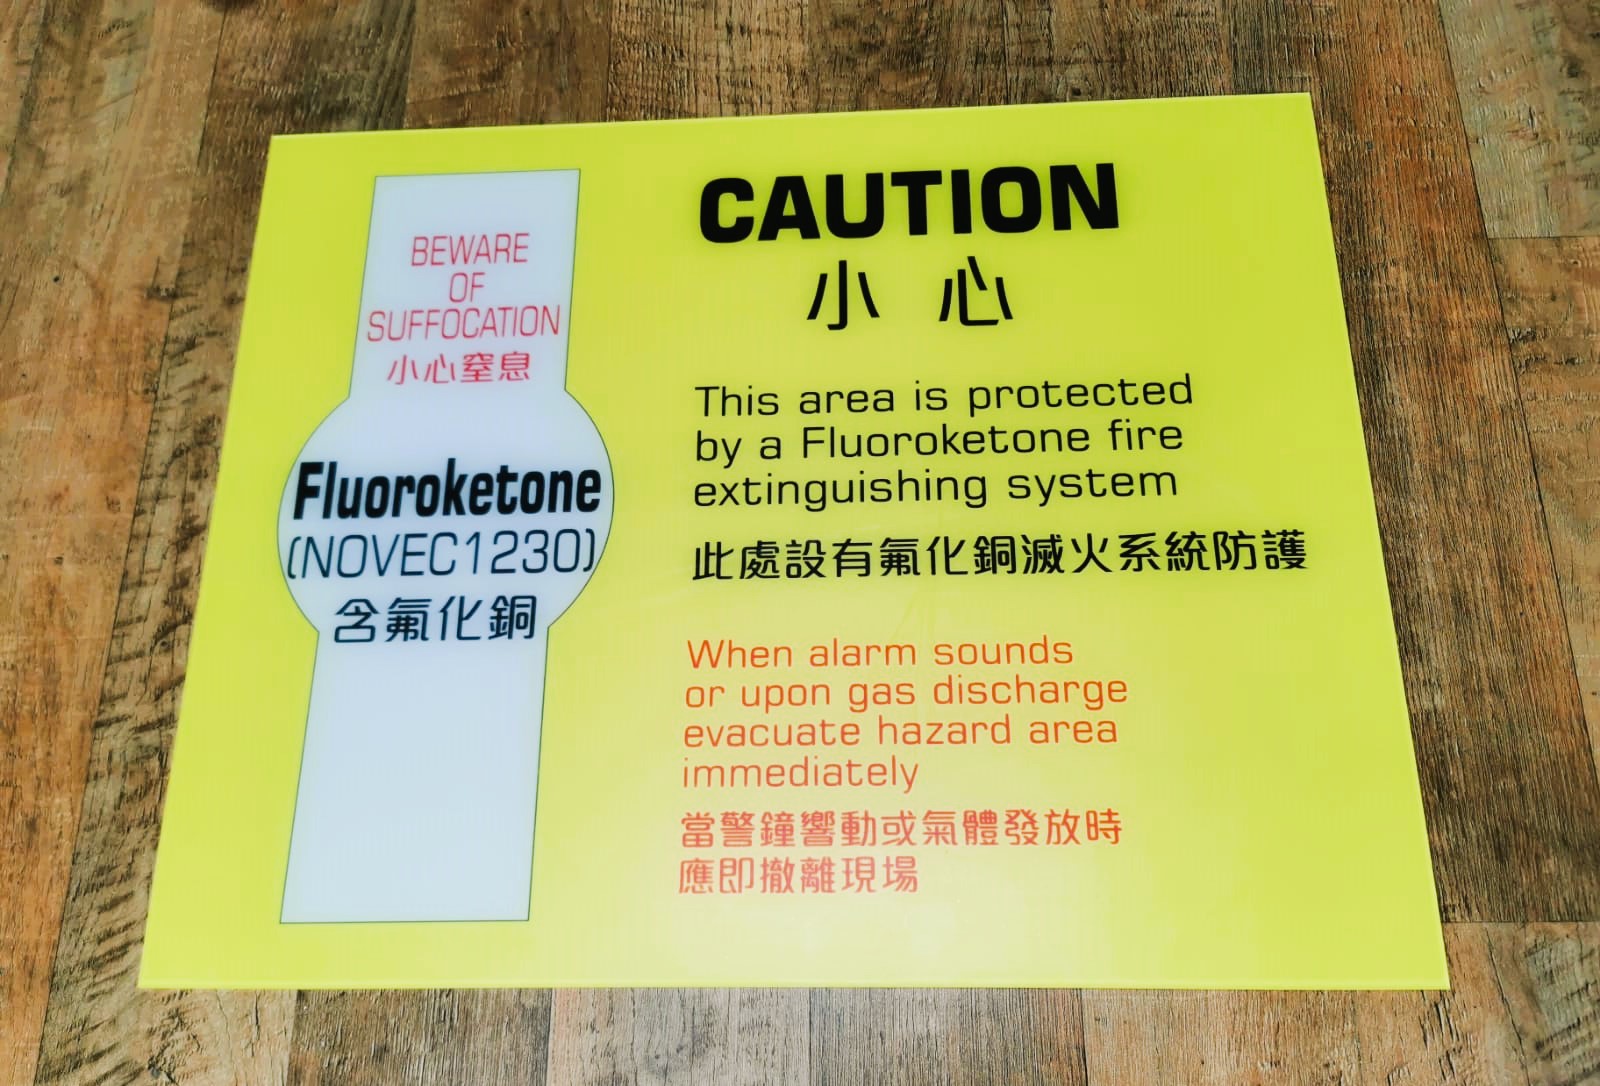 BEWARE
OF
SUFFOCATION
小心窒息
Fluoroketone
(NOVEC1230)
含氟化銅
CAUTION
小心
This area is protected
by a Fluoroketone fire
extinguishing system
此處設有氟化銅滅火系統防護
When alarm sounds
or upon gas discharge
evacuate hazard area
immediately
當警鐘響動或氣體發放時
應即撤離現場